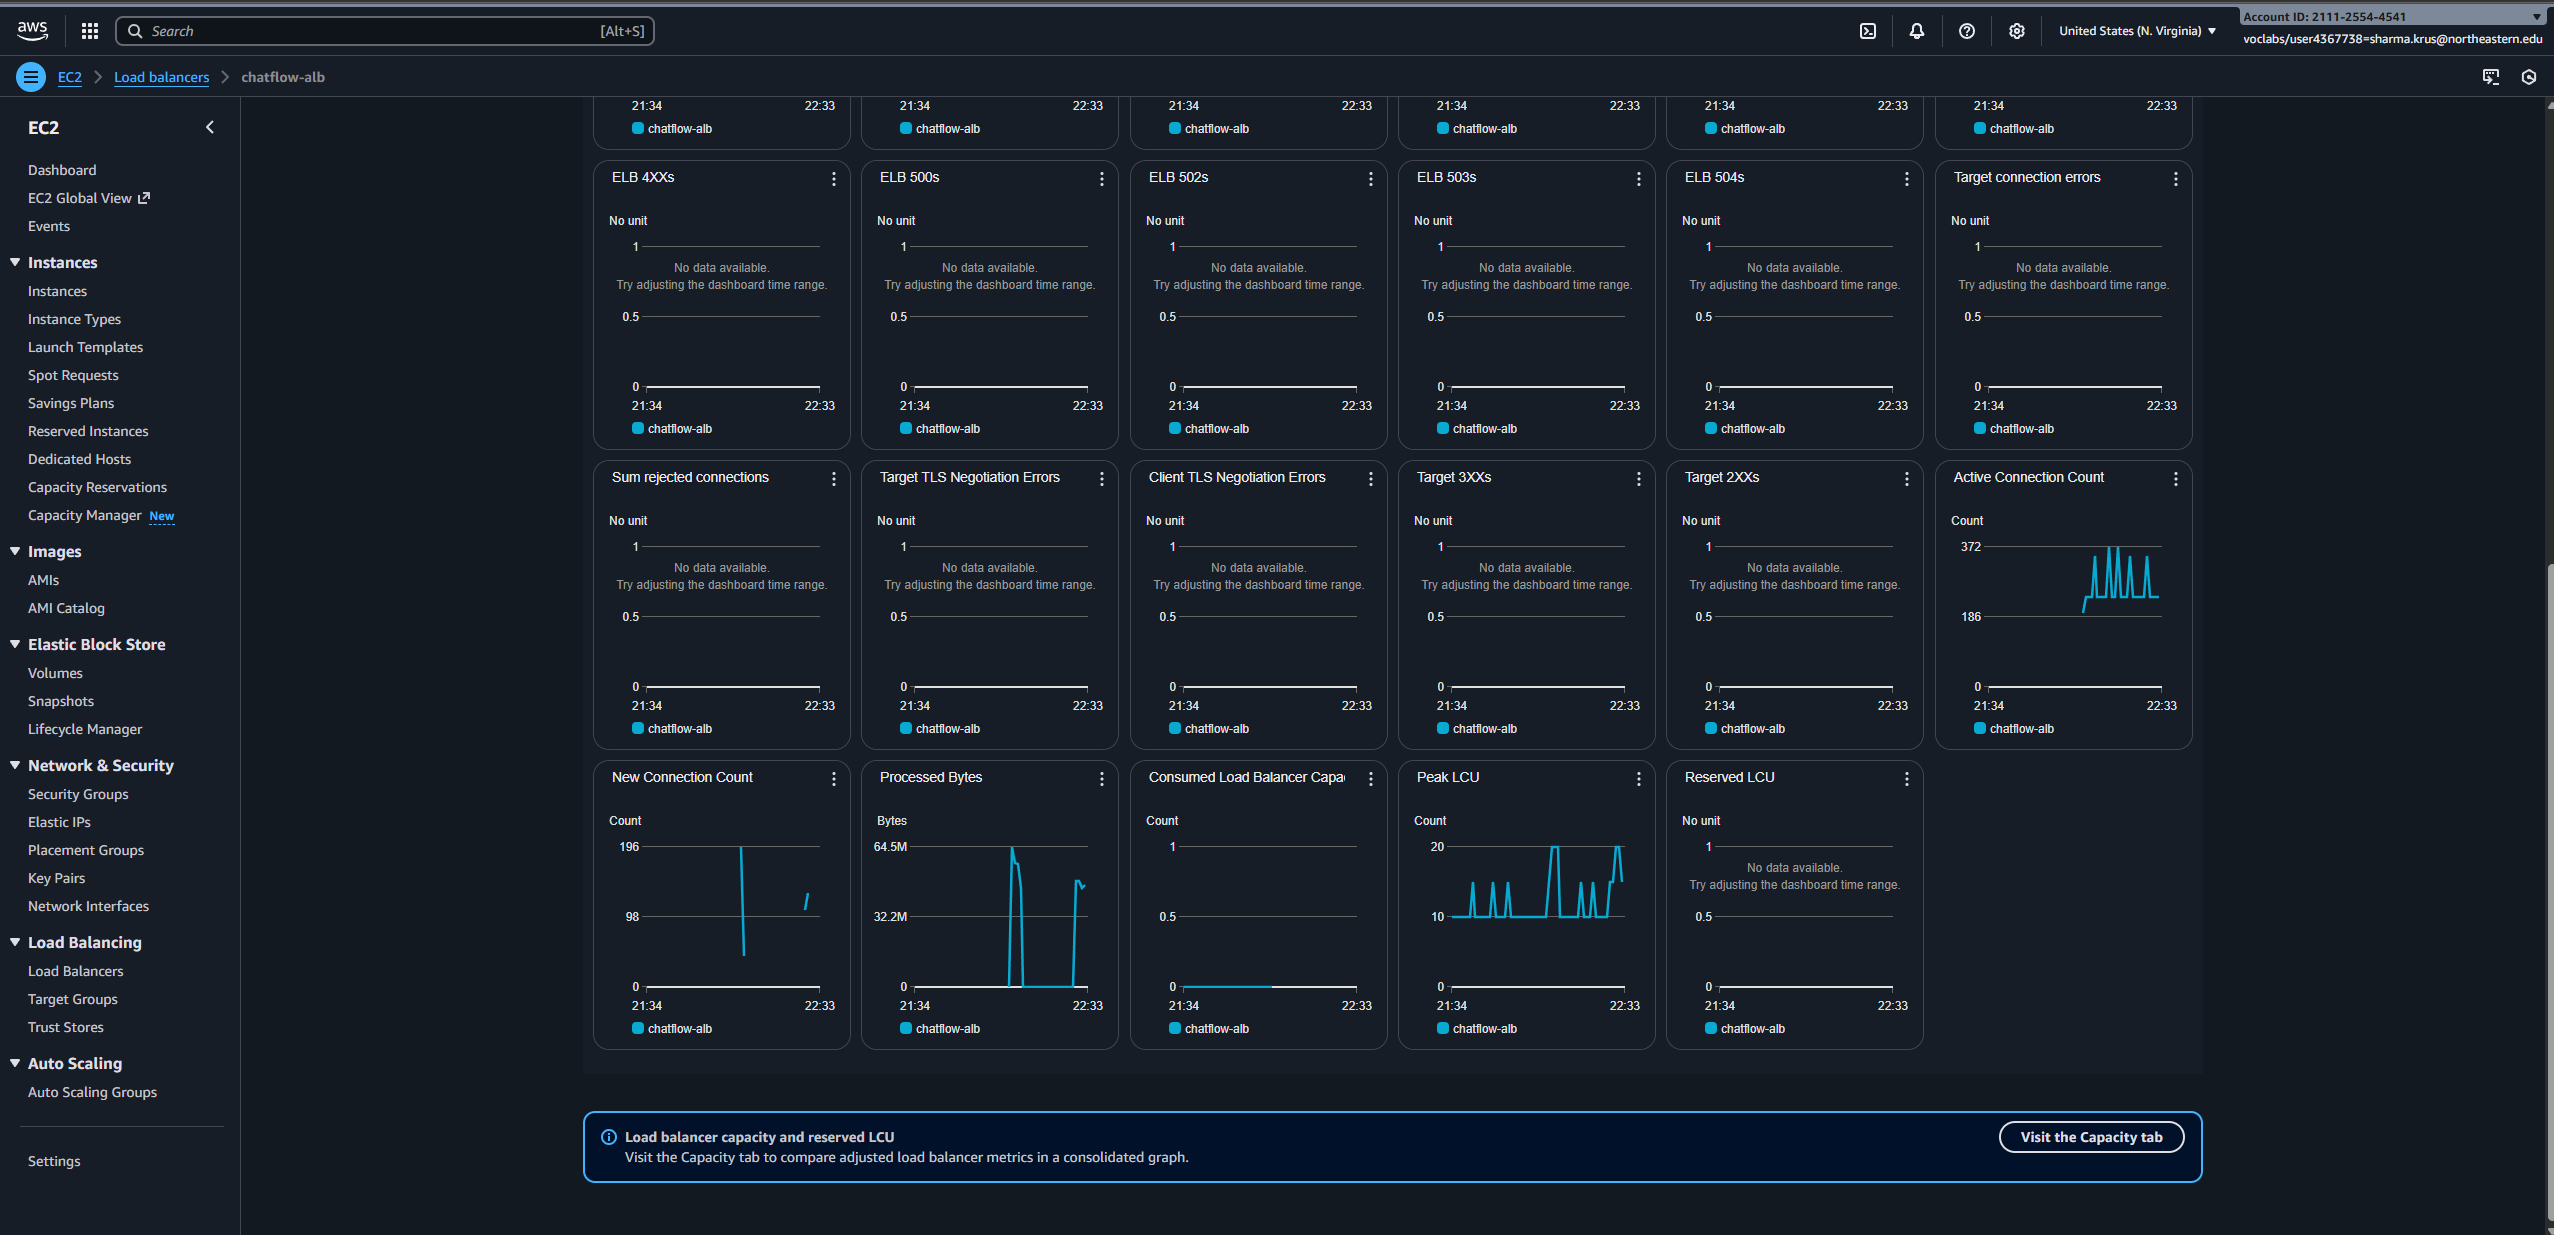 aws
Search [Alt+S]
United States (N. Virginia)
Account ID: 2111-2554-4541
voclabs/user4367738=sharma.krus@northeastern.edu
EC2 Load balancers chatflow-alb
EC2
Dashboard
EC2 Global View
Events
Instances
Instances
Instance Types
Launch Templates
Spot Requests
Savings Plans
Reserved Instances
Dedicated Hosts
Capacity Reservations
Capacity Manager New
Images
AMIs
AMI Catalog
Elastic Block Store
Volumes
Snapshots
Lifecycle Manager
Network & Security
Security Groups
Elastic IPs
Placement Groups
Key Pairs
Network Interfaces
Load Balancing
Load Balancers
Target Groups
Trust Stores
Auto Scaling
Auto Scaling Groups
Settings
21:34 22:33 21:34 22:33 21:34 22:33 21:34 22:33 21:34 22:33 21:34 22:33
chatflow-alb chatflow-alb chatflow-alb chatflow-alb chatflow-alb chatflow-alb
ELB 4XXs
No unit
1
No data available.
Try adjusting the dashboard time range.
0.5
0
21:34 22:33
chatflow-alb
ELB 500s
No unit
1
No data available.
Try adjusting the dashboard time range.
0.5
0
21:34 22:33
chatflow-alb
ELB 502s
No unit
1
No data available.
Try adjusting the dashboard time range.
0.5
0
21:34 22:33
chatflow-alb
ELB 503s
No unit
1
No data available.
Try adjusting the dashboard time range.
0.5
0
21:34 22:33
chatflow-alb
ELB 504s
No unit
1
No data available.
Try adjusting the dashboard time range.
0.5
0
21:34 22:33
chatflow-alb
Target connection errors
No unit
1
No data available.
Try adjusting the dashboard time range.
0.5
0
21:34 22:33
chatflow-alb
Sum rejected connections
No unit
1
No data available.
Try adjusting the dashboard time range.
0.5
0
21:34 22:33
chatflow-alb
Target TLS Negotiation Errors
No unit
1
No data available.
Try adjusting the dashboard time range.
0.5
0
21:34 22:33
chatflow-alb
Client TLS Negotiation Errors
No unit
1
No data available.
Try adjusting the dashboard time range.
0.5
0
21:34 22:33
chatflow-alb
Target 3XXs
No unit
1
No data available.
Try adjusting the dashboard time range.
0.5
0
21:34 22:33
chatflow-alb
Target 2XXs
No unit
1
No data available.
Try adjusting the dashboard time range.
0.5
0
21:34 22:33
chatflow-alb
Active Connection Count
Count
372
186
0
21:34 22:33
chatflow-alb
New Connection Count
Count
196
98
0
21:34 22:33
chatflow-alb
Processed Bytes
Bytes
64.5M
32.2M
0
21:34 22:33
chatflow-alb
Consumed Load Balancer Capa
Count
1
0.5
0
21:34 22:33
chatflow-alb
Peak LCU
Count
20
10
0
21:34 22:33
chatflow-alb
Reserved LCU
No unit
1
No data available.
Try adjusting the dashboard time range.
0.5
0
21:34 22:33
chatflow-alb
Load balancer capacity and reserved LCU
Visit the Capacity tab to compare adjusted load balancer metrics in a consolidated graph.
Visit the Capacity tab